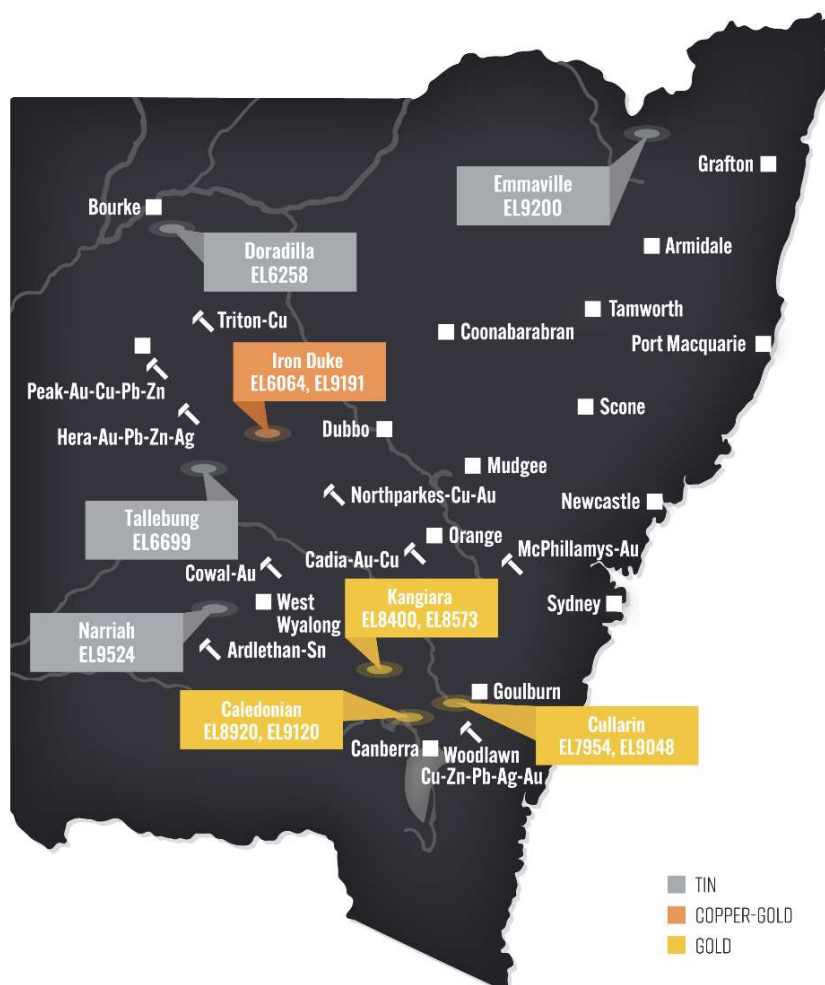 Emmaville
EL9200
Grafton
Bourke
Doradilla
EL6258
Armidale
Triton-Cu
Tamworth
Coonabarabran
Port Macquarie
Iron Duke
EL6064, EL9191
Peak-Au-Cu-Pb-Zn
Scone
Hera-Au-Pb-Zn-Ag
Dubbo
Mudgee
Northparkes-Cu-Au
Newcastle
Tallebung
EL6699
Orange
Cadia-Au-Cu
McPhillamys-Au
Cowal-Au
Kangiara
EL8400, EL8573
West
Wyalong
Sydney
Narriah
EL9524
Ardlethan-Sn
Goulburn
Caledonian
EL8920, EL9120
Cullarin
EL7954, EL9048
Canberra
Woodlawn
Cu-Zn-Pb-Ag-Au
TIN
COPPER-GOLD
GOLD